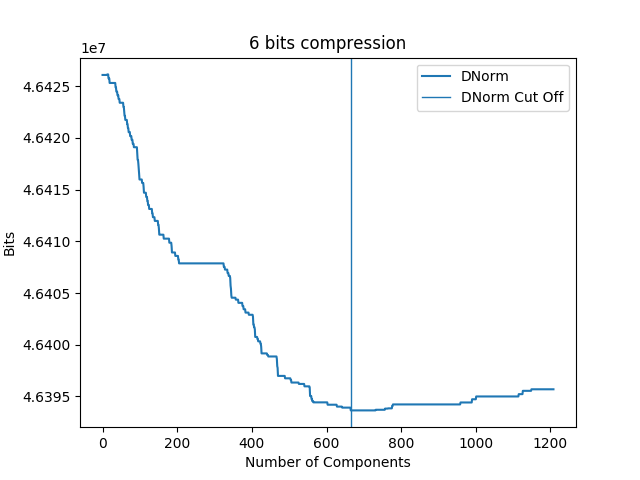 6 bits compression
1e7
DNorm
DNorm Cut Off
4.6425
4.6420
4.6415
4.6410
4.6405
4.6400
4.6395
Bits
0 200 400 600 800 1000 1200
Number of Components